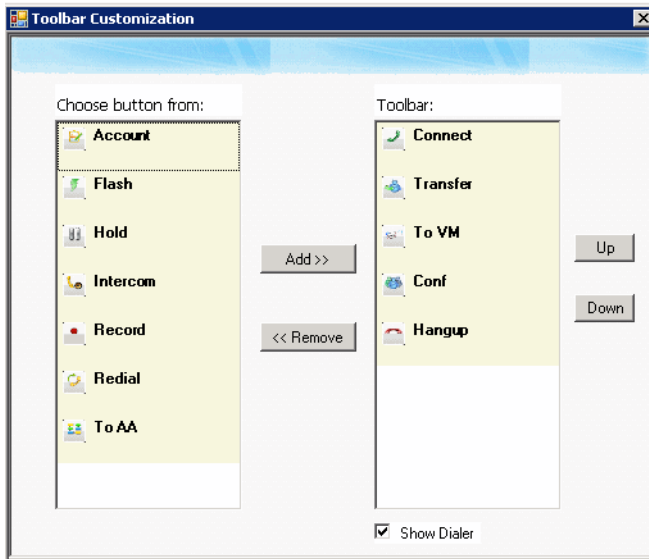 Toolbar Customization
Choose button from:
Account
Flash
Hold
Intercom
Record
Redial
To AA
Add >>
<< Remove
Toolbar:
Connect
Transfer
To VM
Conf
Hangup
Up
Down
Show Dialer